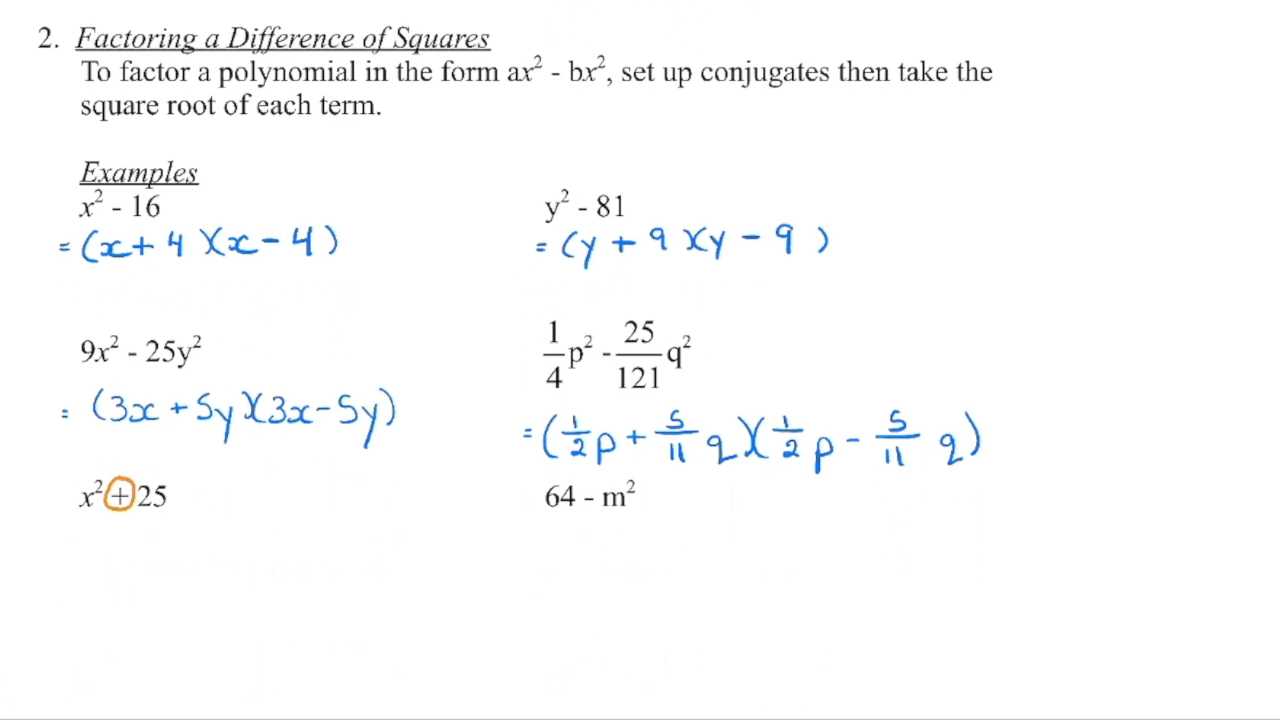 2. Factoring a Difference of Squares
To factor a polynomial in the form ax² - bx², set up conjugates then take the
square root of each term.
Examples
x² - 16
= (x + 4)(x - 4)
y² - 81
= (y + 9)(y - 9)
9x² - 25y²
= (3x + 5y)(3x - 5y)
1/4 p² - 25/121 q²
= (1/2 p + 5/11 q)(1/2 p - 5/11 q)
x² + 25
64 - m²